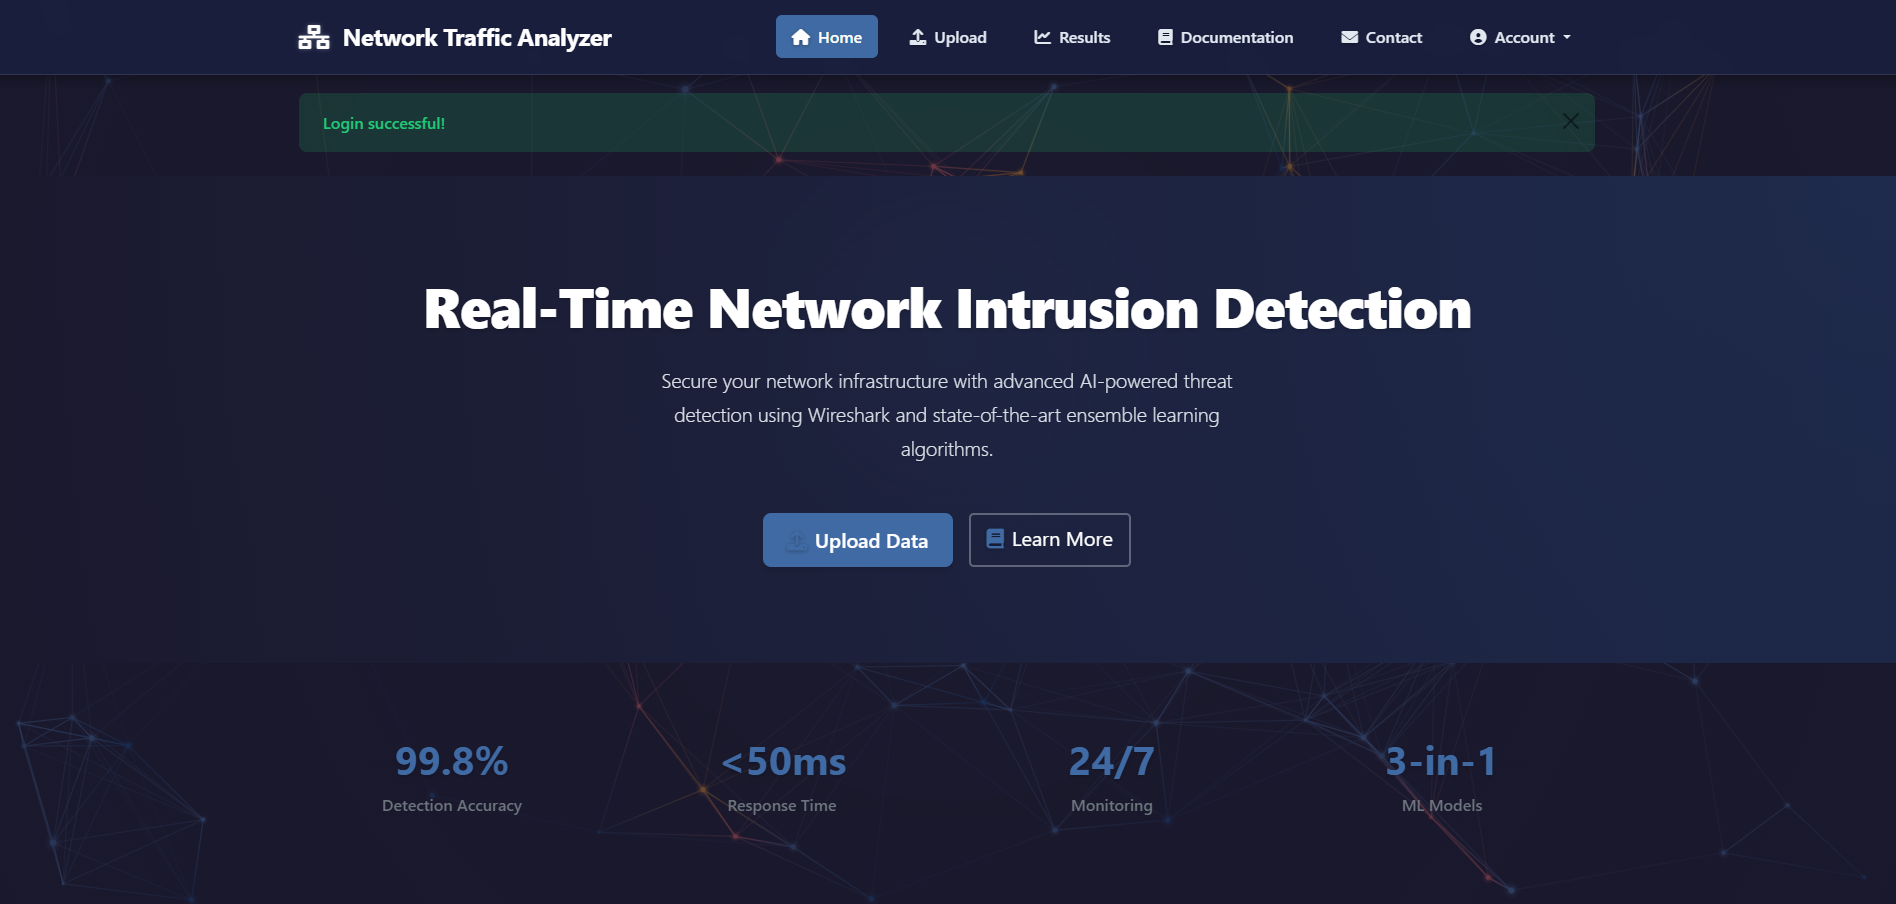 Network Traffic Analyzer
Home
Upload
Results
Documentation
Contact
Account
Login successful!
Real-Time Network Intrusion Detection
Secure your network infrastructure with advanced AI-powered threat
detection using Wireshark and state-of-the-art ensemble learning
algorithms.
Upload Data
Learn More
99.8%
Detection Accuracy
<50ms
Response Time
24/7
Monitoring
3-in-1
ML Models